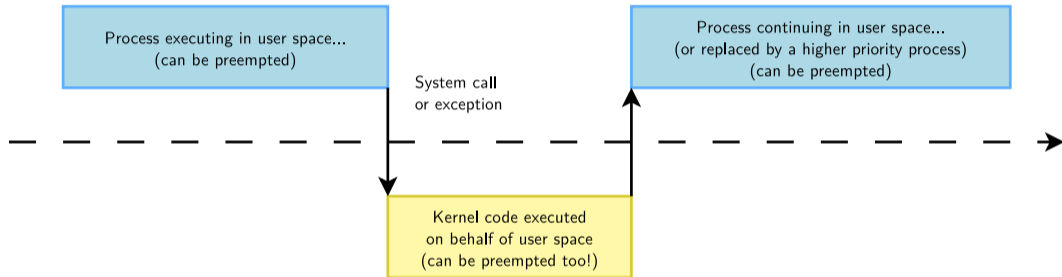 Process executing in user space...
(can be preempted)
System call
or exception
Kernel code executed
on behalf of user space
(can be preempted too!)
Process continuing in user space...
(or replaced by a higher priority process)
(can be preempted)